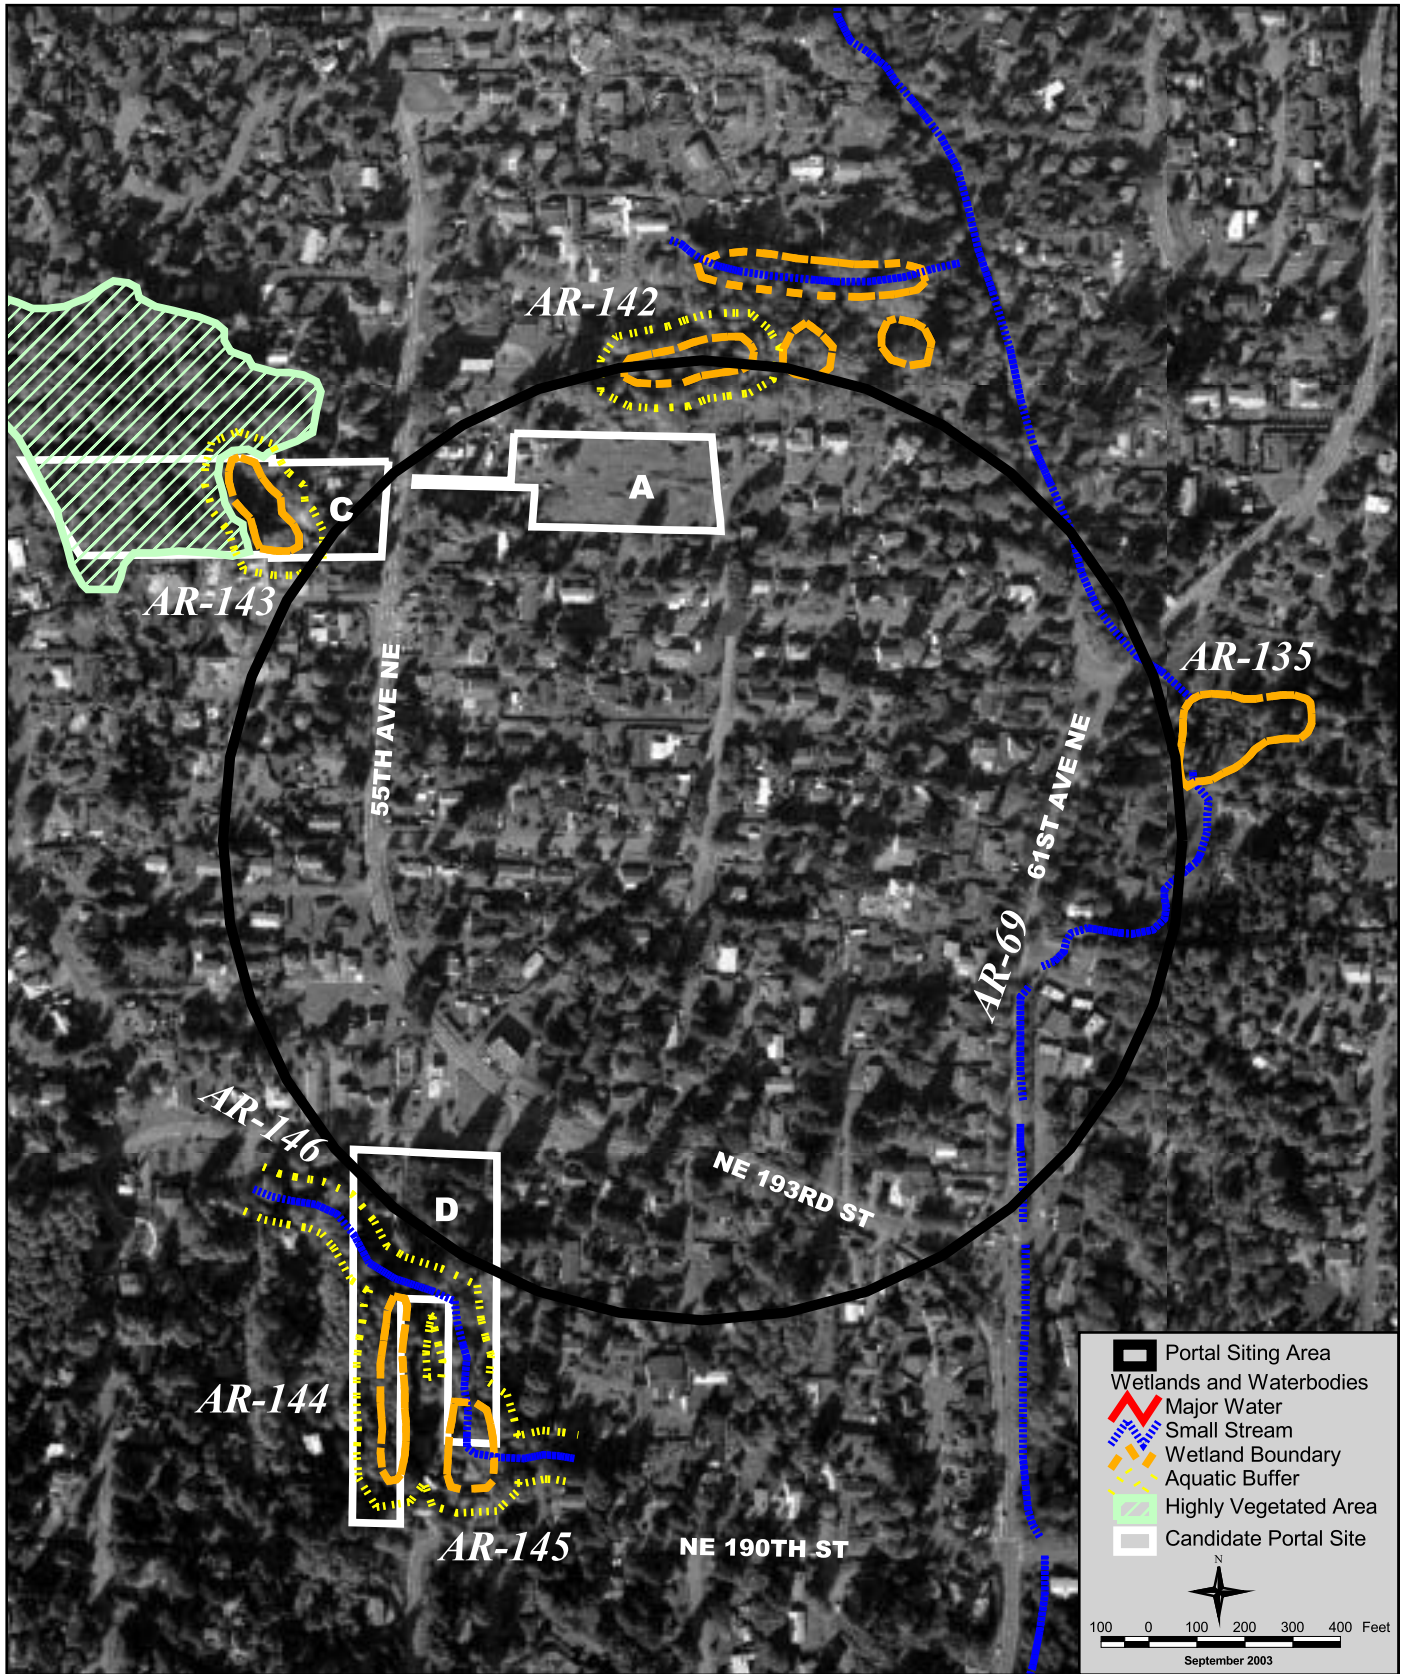 AR-142
A
C
AR-143
AR-135
55TH AVE NE
61ST AVE NE
AR-69
AR-146
NE 193RD ST
D
AR-144
AR-145
NE 190TH ST
Portal Siting Area
Wetlands and Waterbodies
Major Water
Small Stream
Wetland Boundary
Aquatic Buffer
Highly Vegetated Area
Candidate Portal Site
N
100 0 100 200 300 400 Feet
September 2003